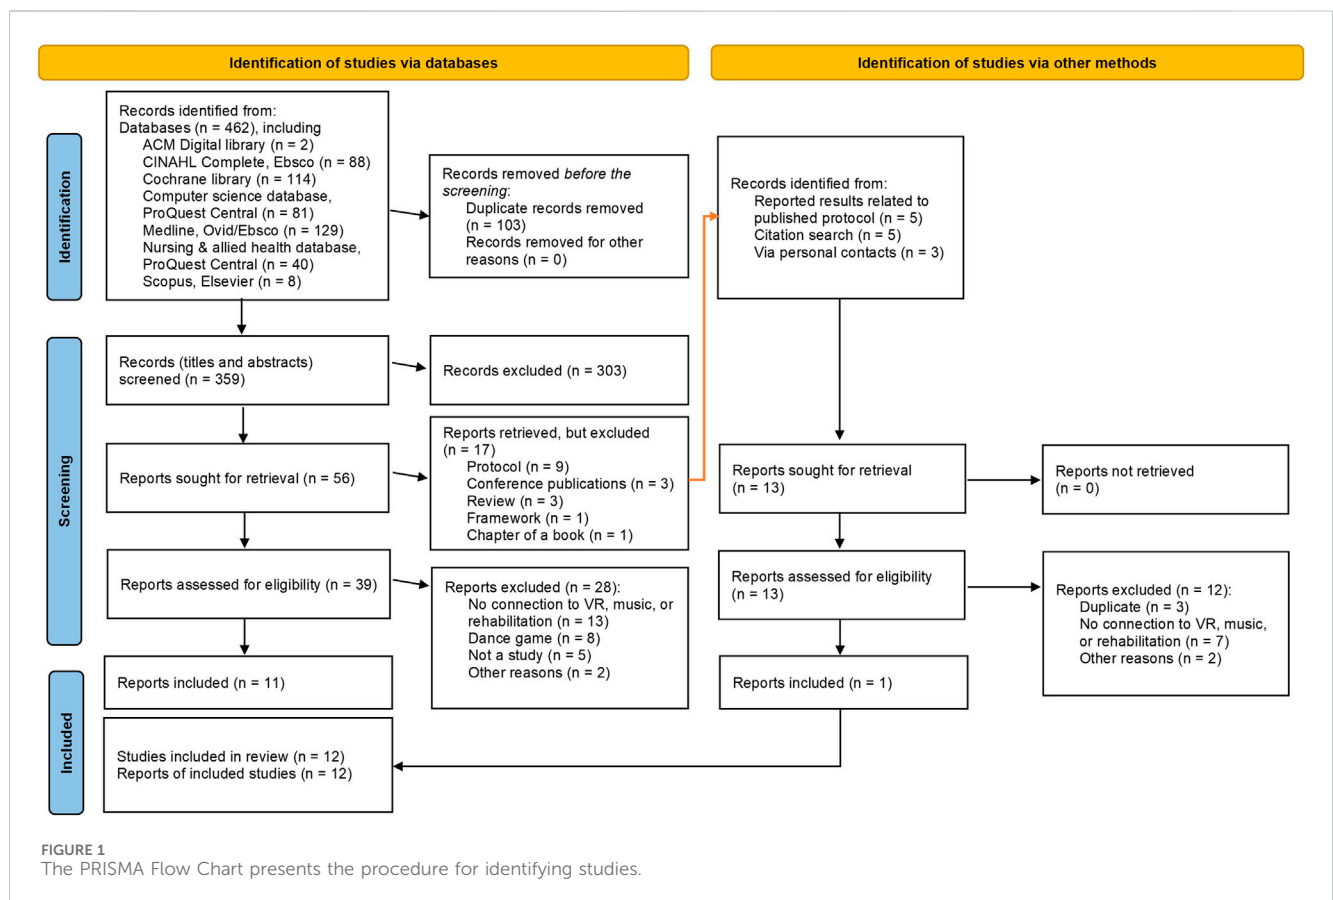 Identification of studies via databases
Identification of studies via other methods
Identification
Records identified from:
Databases (n = 462), including
ACM Digital library (n = 2)
CINAHL Complete, Ebsco (n = 88)
Cochrane library (n = 114)
Computer science database,
ProQuest Central (n = 81)
Medline, Ovid/Ebsco (n = 129)
Nursing & allied health database,
ProQuest Central (n = 40)
Scopus, Elsevier (n = 8)
Records removed before the
screening:
Duplicate records removed
(n = 103)
Records removed for other
reasons (n = 0)
Records identified from:
Reported results related to
published protocol (n = 5)
Citation search (n = 5)
Via personal contacts (n = 3)
Screening
Records (titles and abstracts)
screened (n = 359)
Records excluded (n = 303)
Reports sought for retrieval (n = 56)
Reports retrieved, but excluded
(n = 17)
Protocol (n = 9)
Conference publications (n = 3)
Review (n = 3)
Framework (n = 1)
Chapter of a book (n = 1)
Reports sought for retrieval
(n = 13)
Reports not retrieved
(n = 0)
Reports assessed for eligibility (n = 39)
Reports excluded (n = 28):
No connection to VR, music, or
rehabilitation (n = 13)
Dance game (n = 8)
Not a study (n = 5)
Other reasons (n = 2)
Reports assessed for eligibility
(n = 13)
Reports excluded (n = 12):
Duplicate (n = 3)
No connection to VR, music,
or rehabilitation (n = 7)
Other reasons (n = 2)
Included
Reports included (n = 11)
Reports included (n = 1)
Studies included in review (n = 12)
Reports of included studies (n = 12)
FIGURE 1
The PRISMA Flow Chart presents the procedure for identifying studies.